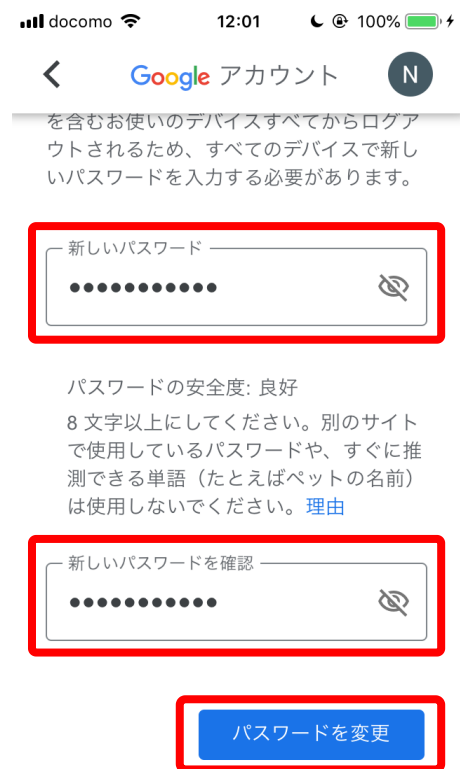 docomo 12:01 100%
Google アカウント N
を含むお使いのデバイスすべてからログア
ウトされるため、すべてのデバイスで新し
いパスワードを入力する必要があります。
新しいパスワード
●●●●●●●●●●●
パスワードの安全度: 良好
8 文字以上にしてください。別のサイト
で使用しているパスワードや、すぐに推
測できる単語（たとえばペットの名前）
は使用しないでください。理由
新しいパスワードを確認
●●●●●●●●●●●
パスワードを変更